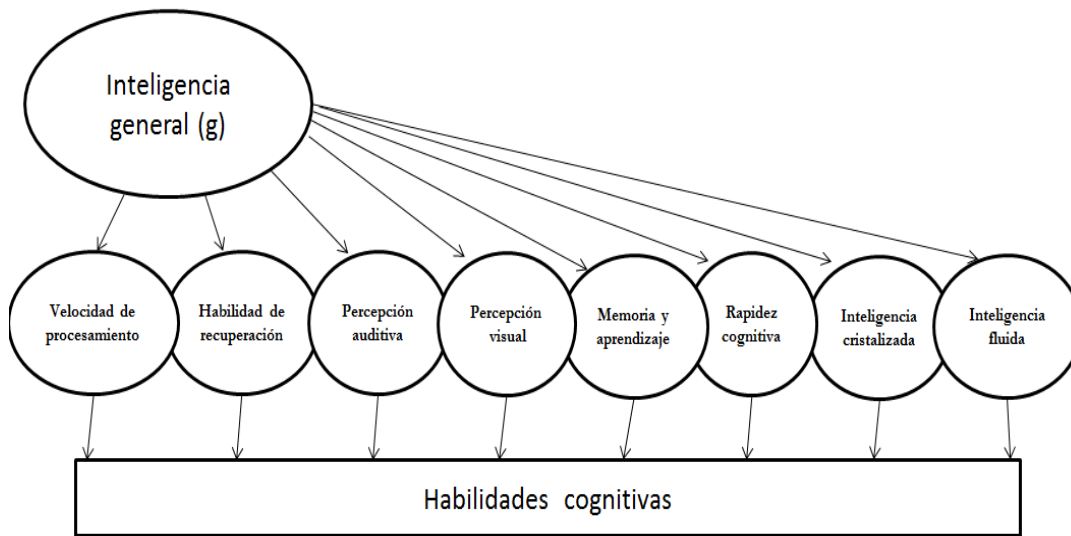 Inteligencia
general (g)
Velocidad de
procesamiento
Habilidad de
recuperación
Percepción
auditiva
Percepción
visual
Memoria y
aprendizaje
Rapidez
cognitiva
Inteligencia
cristalizada
Inteligencia
fluida
Habilidades cognitivas